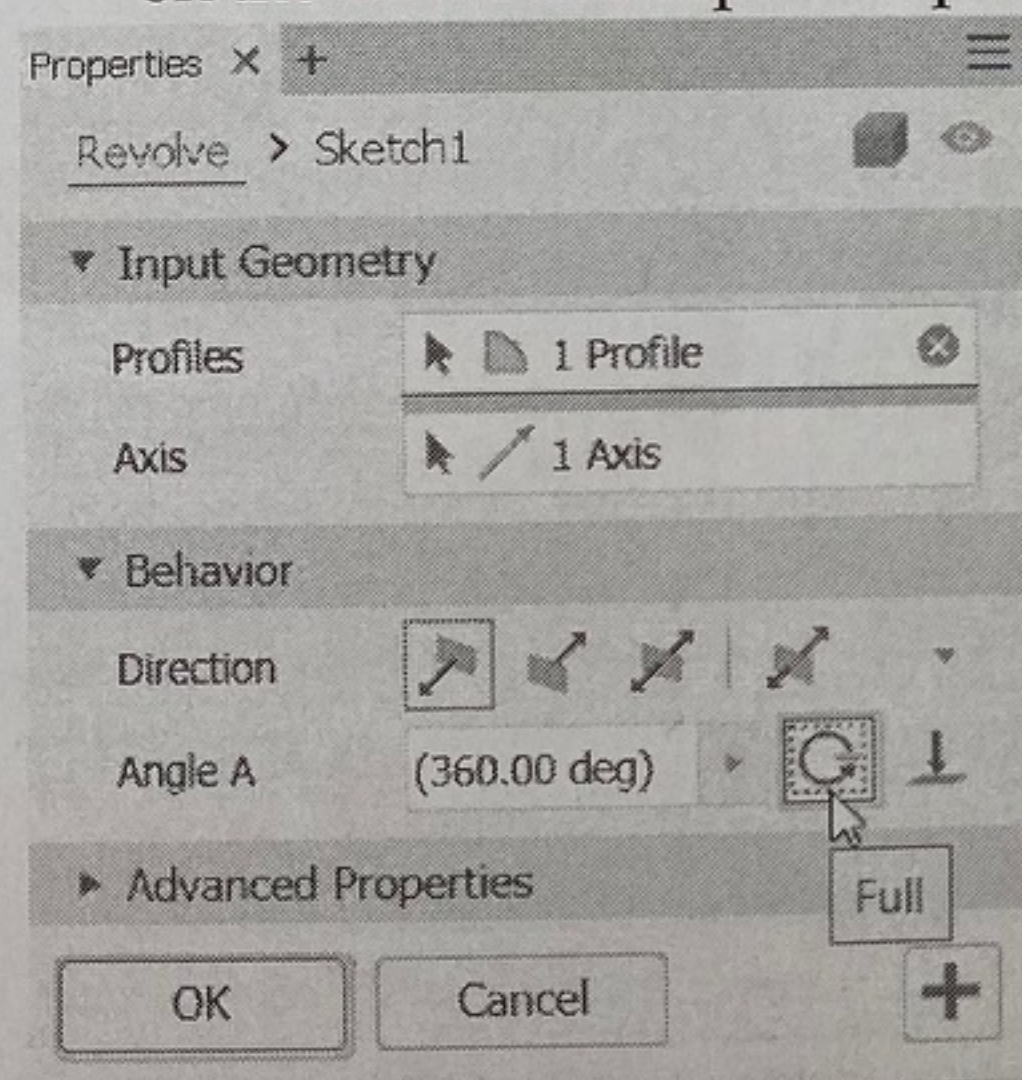 Properties × +
Revolve > Sketch1
Input Geometry
Profiles 1 Profile
Axis 1 Axis
Behavior
Direction
Angle A (360.00 deg)
Full
Advanced Properties
OK Cancel +